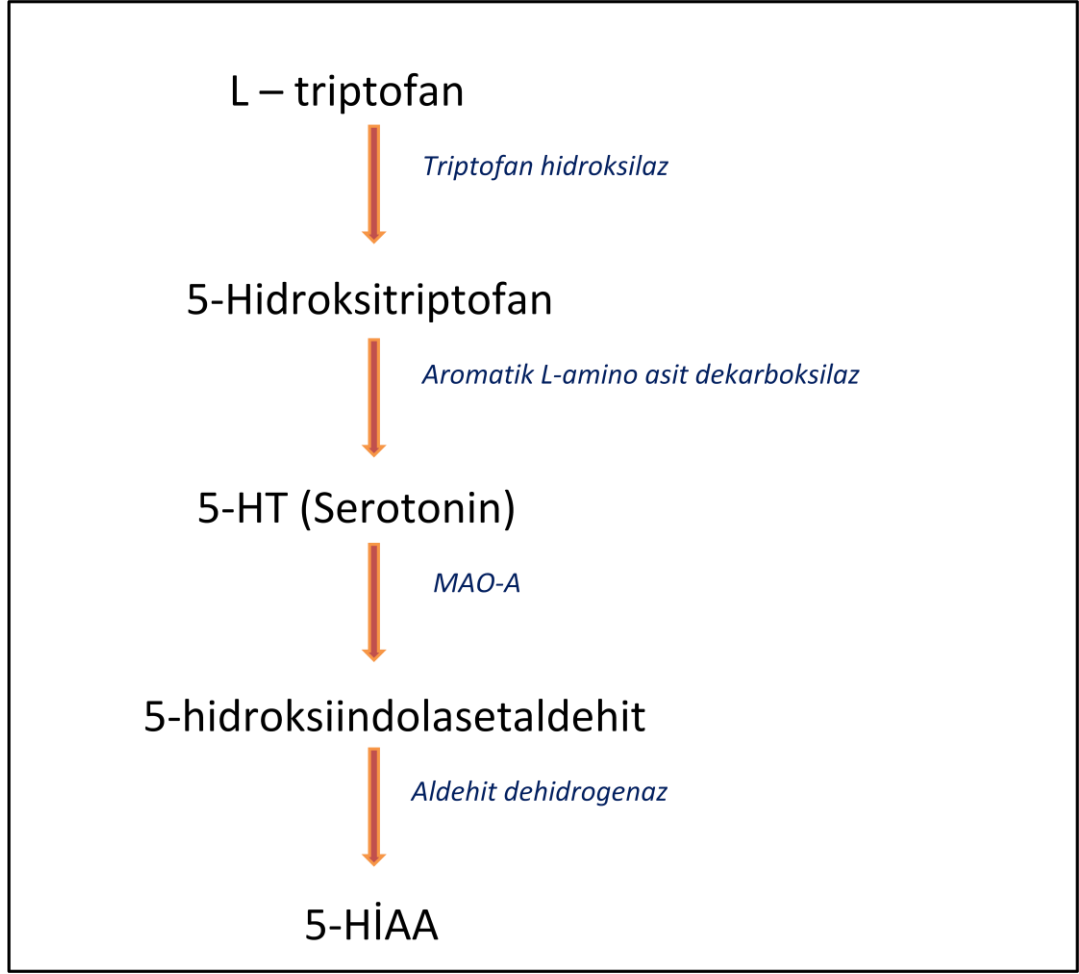 L – triptofan
Triptofan hidroksilaz
5-Hidroksitriptofan
Aromatik L-amino asit dekarboksilaz
5-HT (Serotonin)
MAO-A
5-hidroksiindolasetaldehit
Aldehit dehidrogenaz
5-HİAA